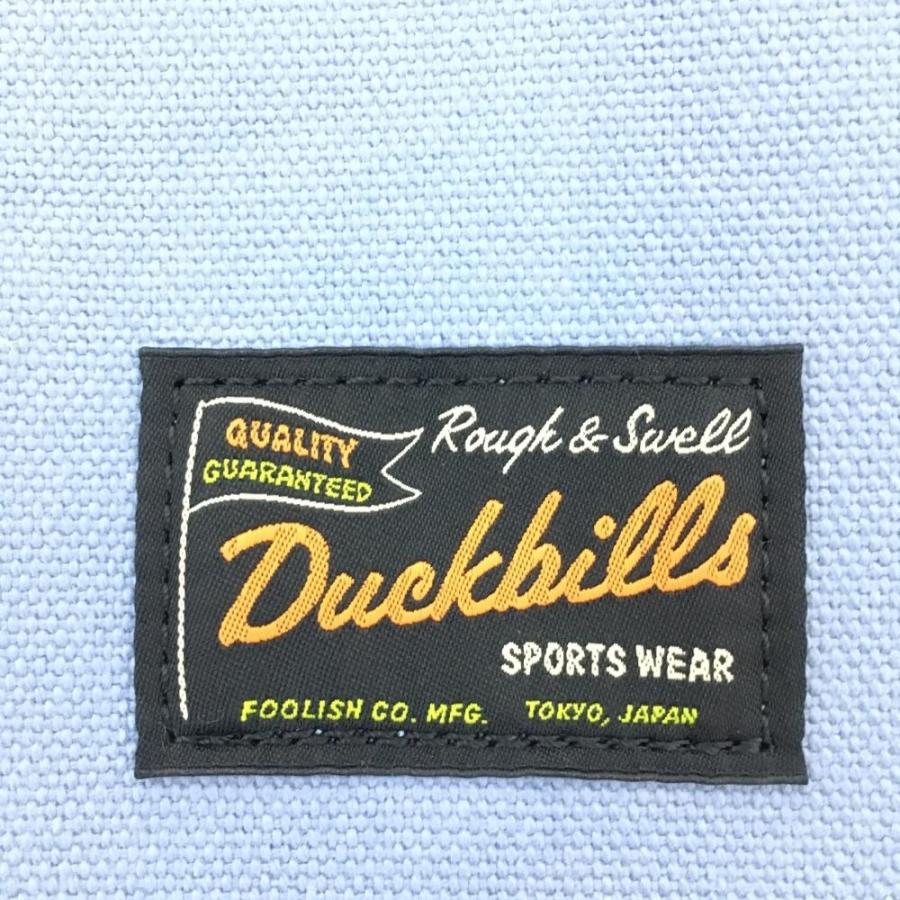 QUALITY
GUARANTEED
Rough & Swell
Duckbills
SPORTS WEAR
FOOLISH CO. MFG. TOKYO, JAPAN